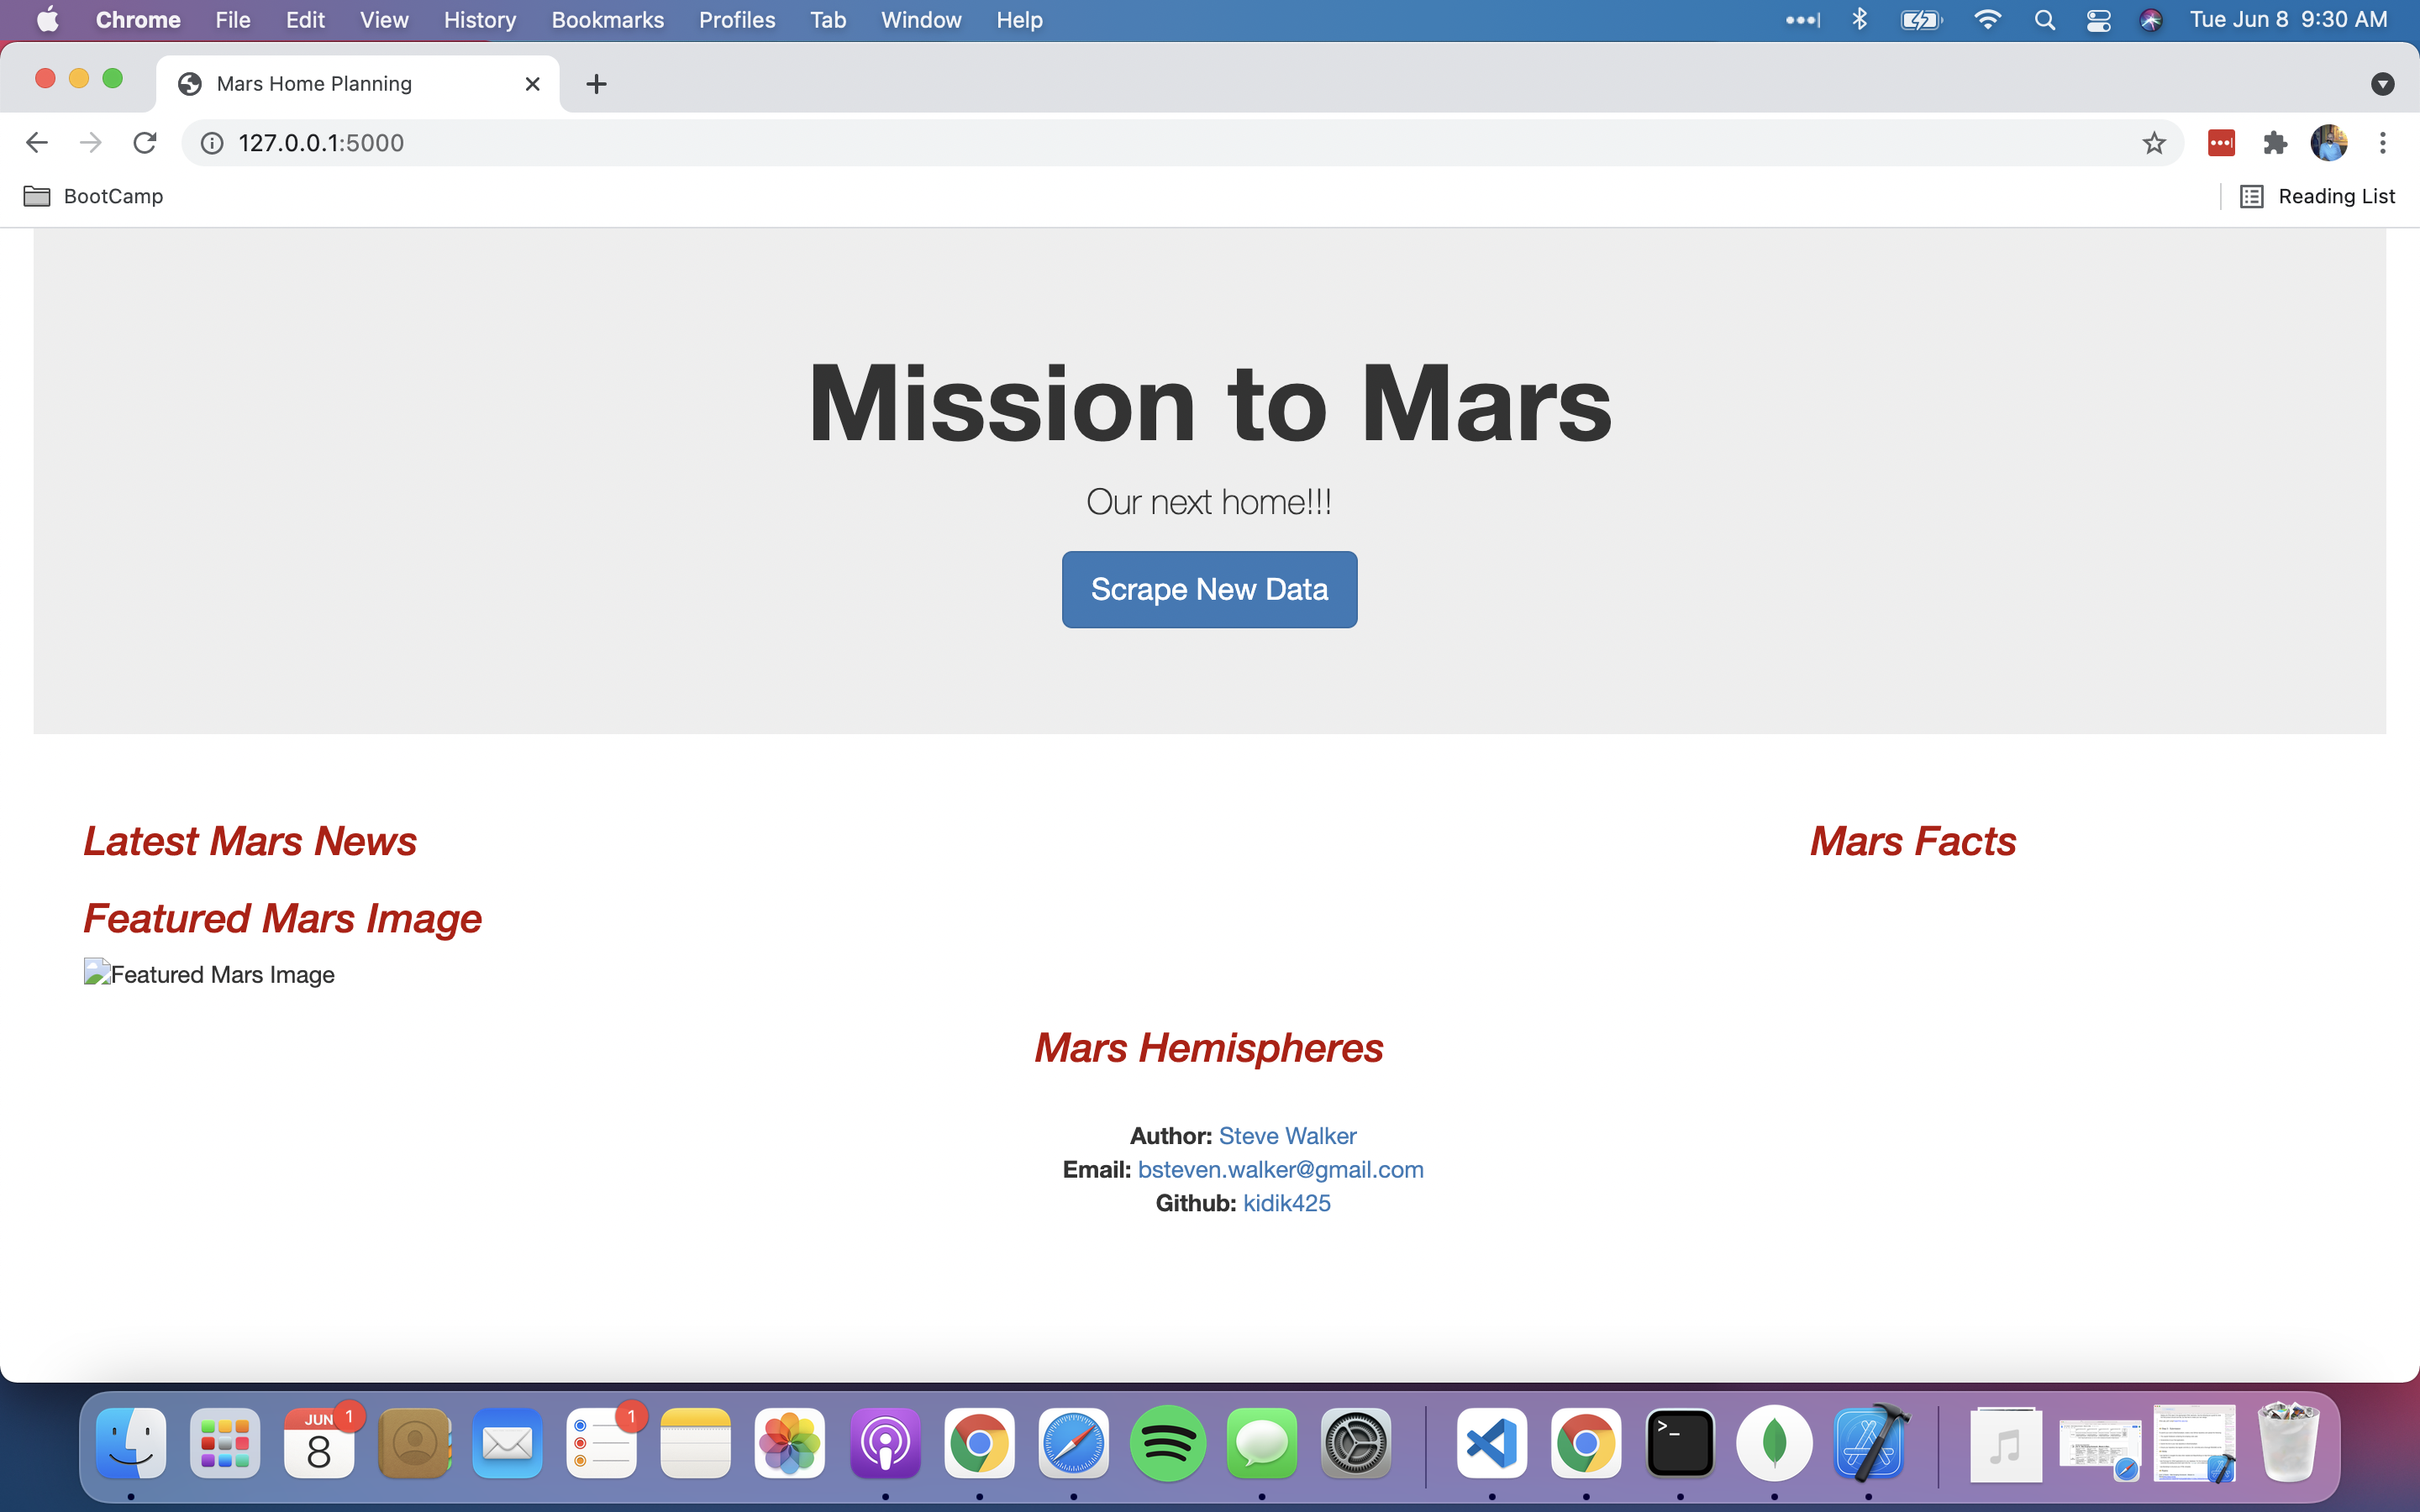 Chrome File Edit View History Bookmarks Profiles Tab Window Help Tue Jun 8 9:30 AM
Mars Home Planning
127.0.0.1:5000
BootCamp Reading List
Mission to Mars
Our next home!!!
Scrape New Data
Latest Mars News Mars Facts
Featured Mars Image
Featured Mars Image
Mars Hemispheres
Author: Steve Walker
Email: bsteven.walker@gmail.com
Github: kidik425
JUN 1 1
8
>_